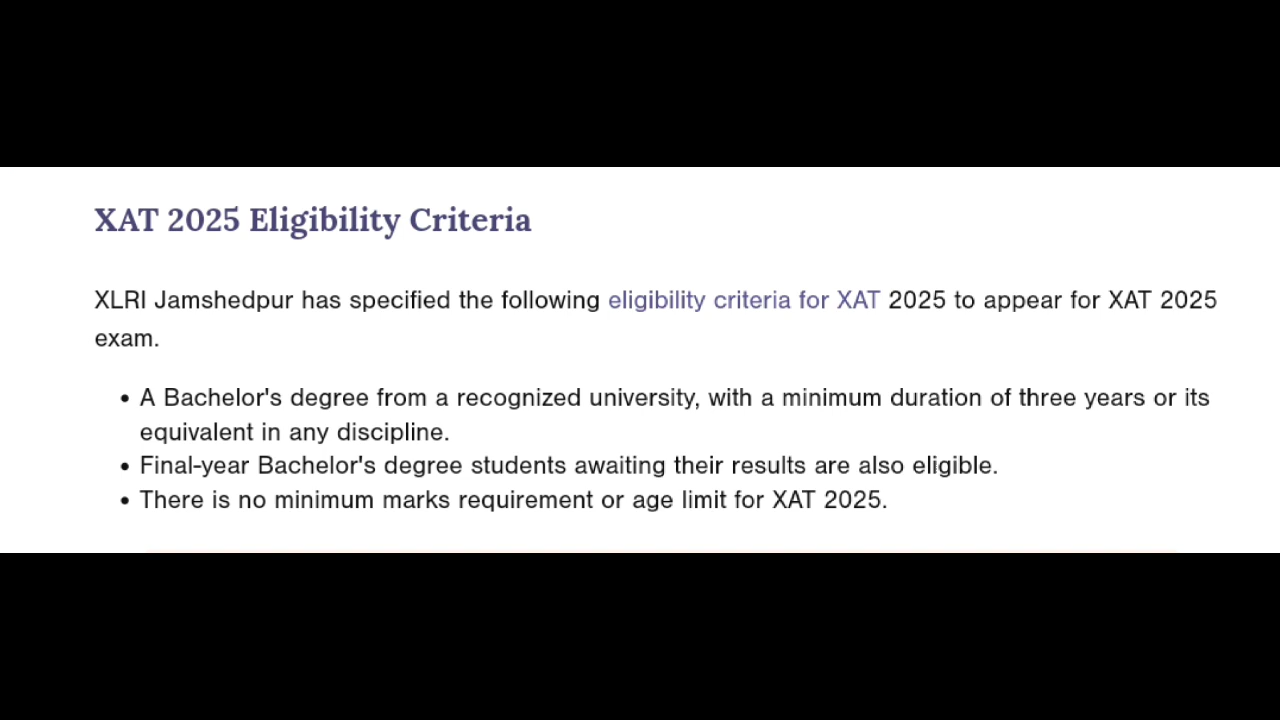 XAT 2025 Eligibility Criteria
XLRI Jamshedpur has specified the following eligibility criteria for XAT 2025 to appear for XAT 2025
exam.
• A Bachelor's degree from a recognized university, with a minimum duration of three years or its
equivalent in any discipline.
• Final-year Bachelor's degree students awaiting their results are also eligible.
• There is no minimum marks requirement or age limit for XAT 2025.